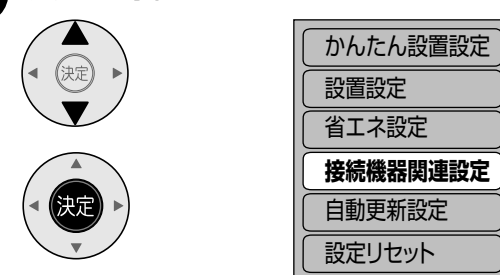 決定
決定
かんたん設置設定
設置設定
省エネ設定
接続機器関連設定
自動更新設定
設定リセット